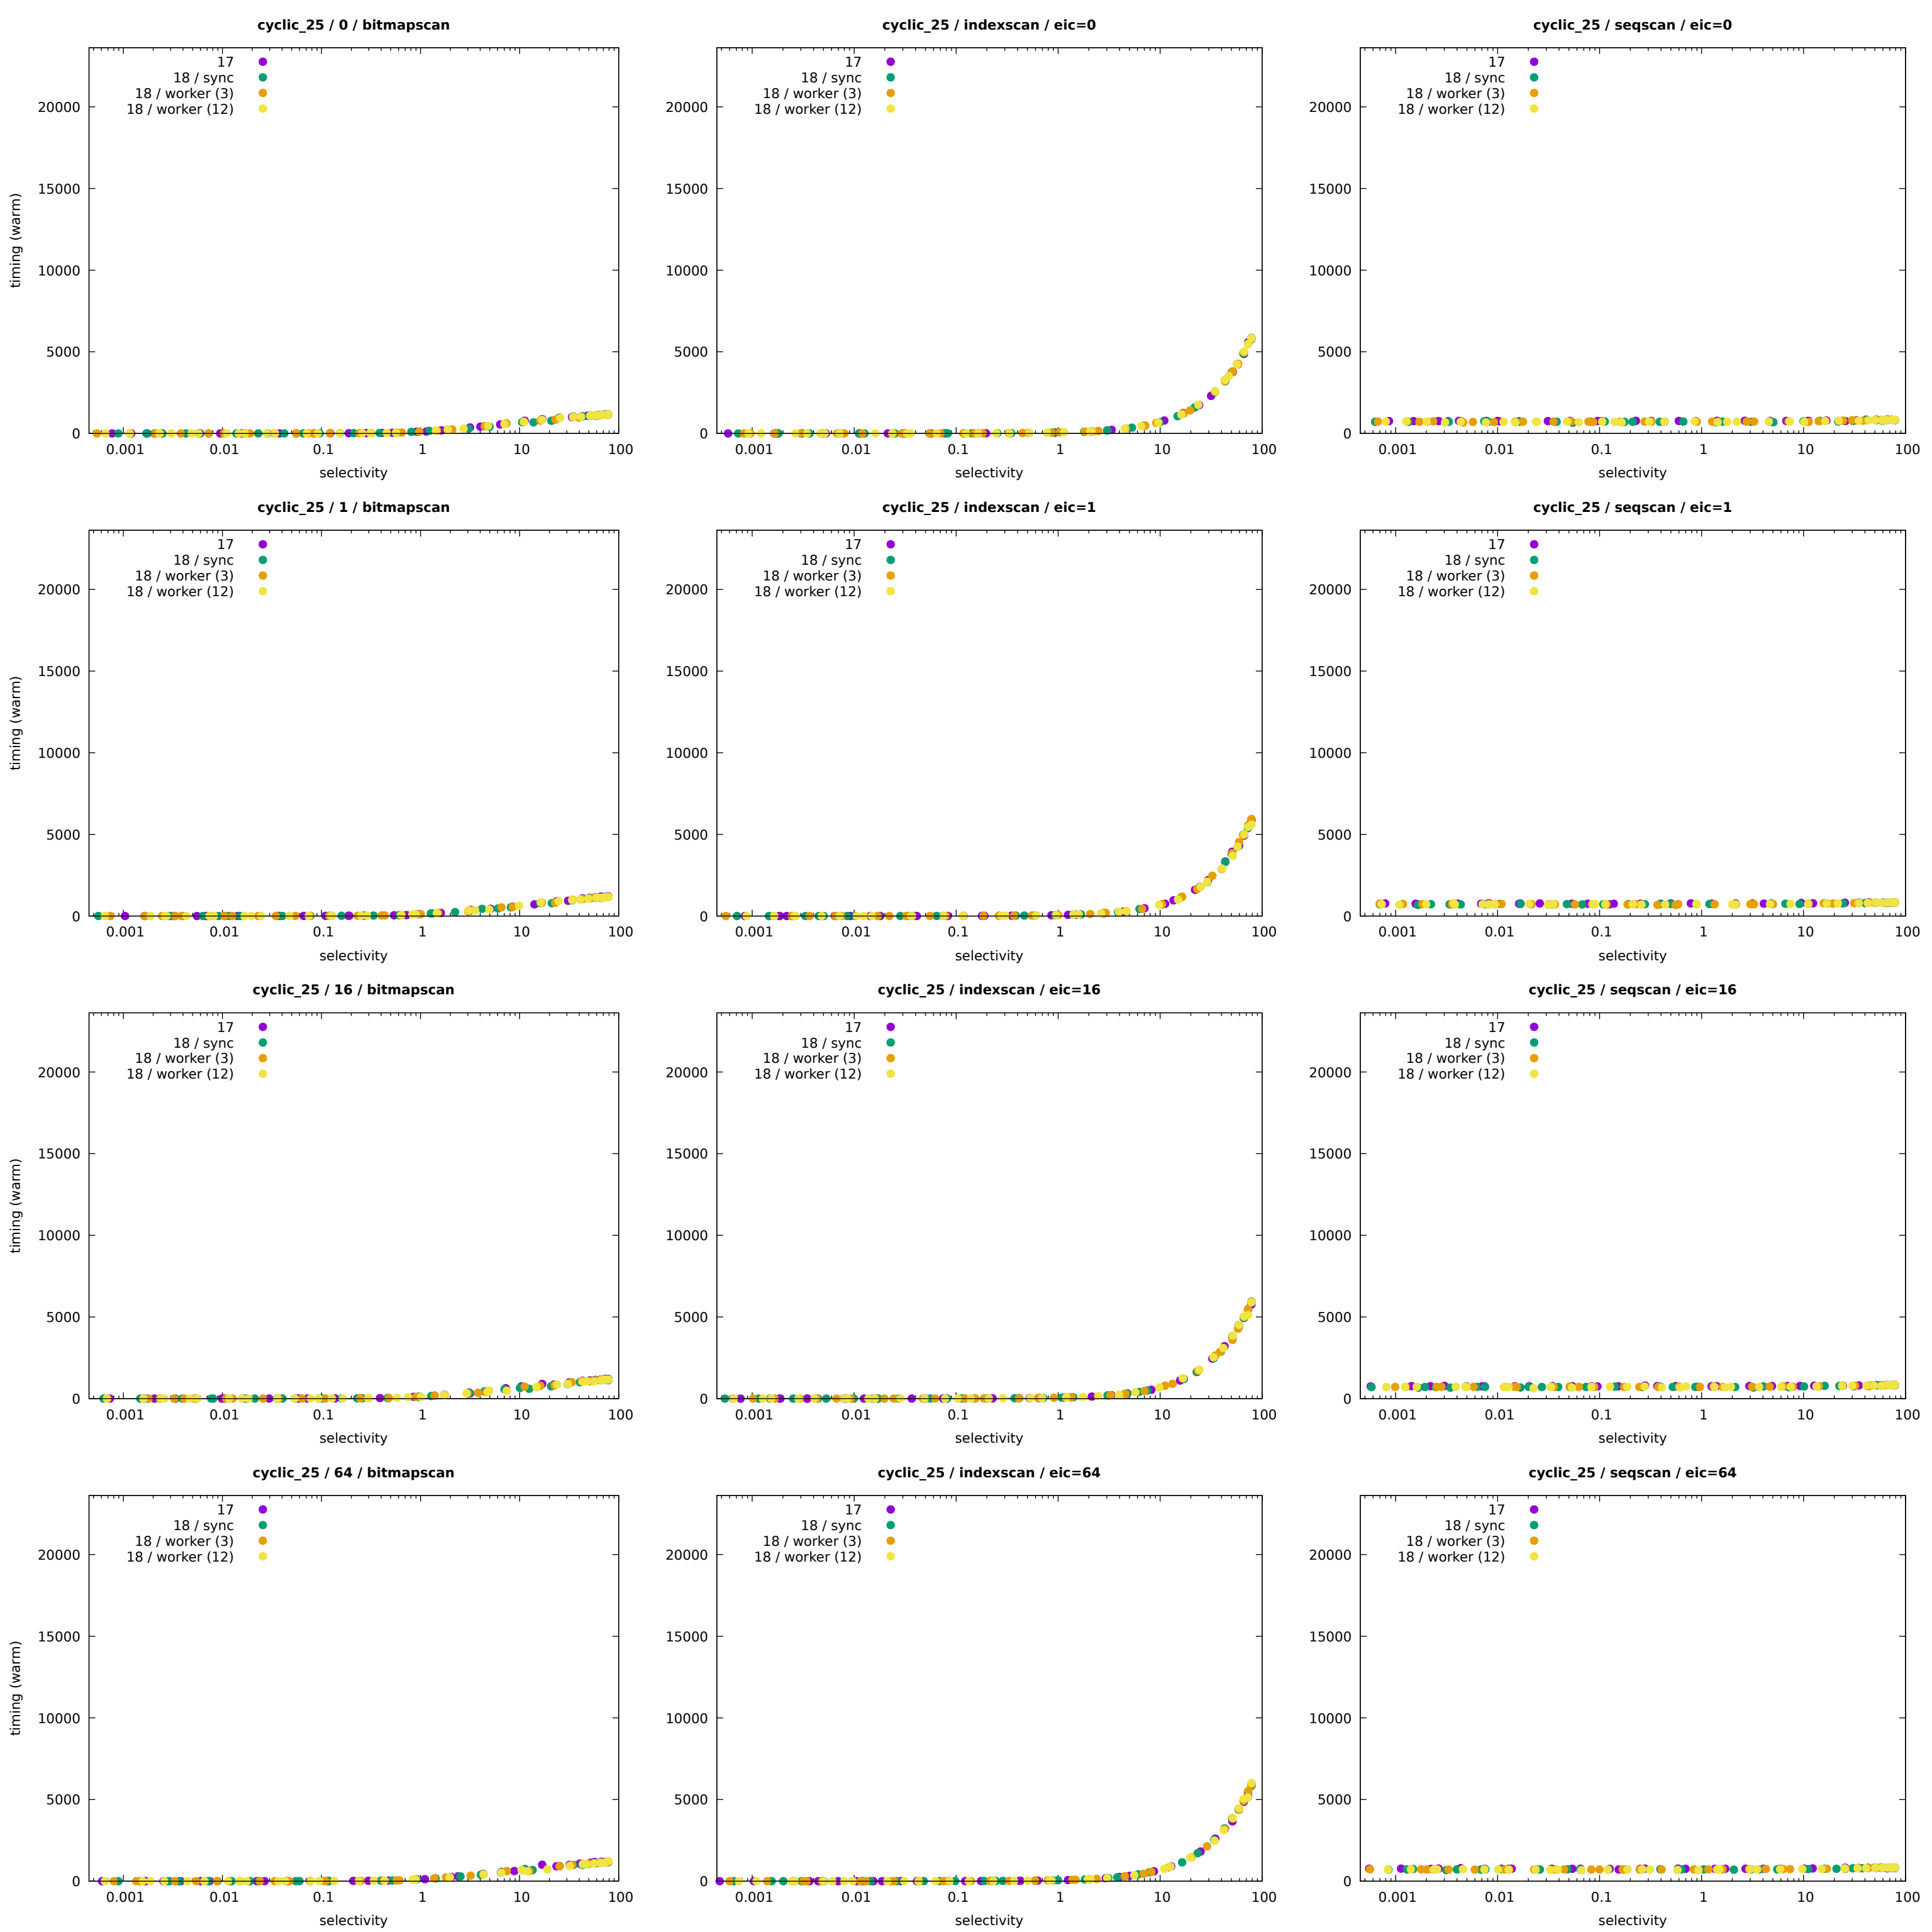 cyclic_25 / 0 / bitmapscan
17
18 / sync
18 / worker (3)
18 / worker (12)
timing (warm)
20000
15000
10000
5000
0
0.001 0.01 0.1 1 10 100
selectivity
cyclic_25 / indexscan / eic=0
17
18 / sync
18 / worker (3)
18 / worker (12)
20000
15000
10000
5000
0
0.001 0.01 0.1 1 10 100
selectivity
cyclic_25 / seqscan / eic=0
17
18 / sync
18 / worker (3)
18 / worker (12)
20000
15000
10000
5000
0
0.001 0.01 0.1 1 10 100
selectivity
cyclic_25 / 1 / bitmapscan
17
18 / sync
18 / worker (3)
18 / worker (12)
timing (warm)
20000
15000
10000
5000
0
0.001 0.01 0.1 1 10 100
selectivity
cyclic_25 / indexscan / eic=1
17
18 / sync
18 / worker (3)
18 / worker (12)
20000
15000
10000
5000
0
0.001 0.01 0.1 1 10 100
selectivity
cyclic_25 / seqscan / eic=1
17
18 / sync
18 / worker (3)
18 / worker (12)
20000
15000
10000
5000
0
0.001 0.01 0.1 1 10 100
selectivity
cyclic_25 / 16 / bitmapscan
17
18 / sync
18 / worker (3)
18 / worker (12)
timing (warm)
20000
15000
10000
5000
0
0.001 0.01 0.1 1 10 100
selectivity
cyclic_25 / indexscan / eic=16
17
18 / sync
18 / worker (3)
18 / worker (12)
20000
15000
10000
5000
0
0.001 0.01 0.1 1 10 100
selectivity
cyclic_25 / seqscan / eic=16
17
18 / sync
18 / worker (3)
18 / worker (12)
20000
15000
10000
5000
0
0.001 0.01 0.1 1 10 100
selectivity
cyclic_25 / 64 / bitmapscan
17
18 / sync
18 / worker (3)
18 / worker (12)
timing (warm)
20000
15000
10000
5000
0
0.001 0.01 0.1 1 10 100
selectivity
cyclic_25 / indexscan / eic=64
17
18 / sync
18 / worker (3)
18 / worker (12)
20000
15000
10000
5000
0
0.001 0.01 0.1 1 10 100
selectivity
cyclic_25 / seqscan / eic=64
17
18 / sync
18 / worker (3)
18 / worker (12)
20000
15000
10000
5000
0
0.001 0.01 0.1 1 10 100
selectivity